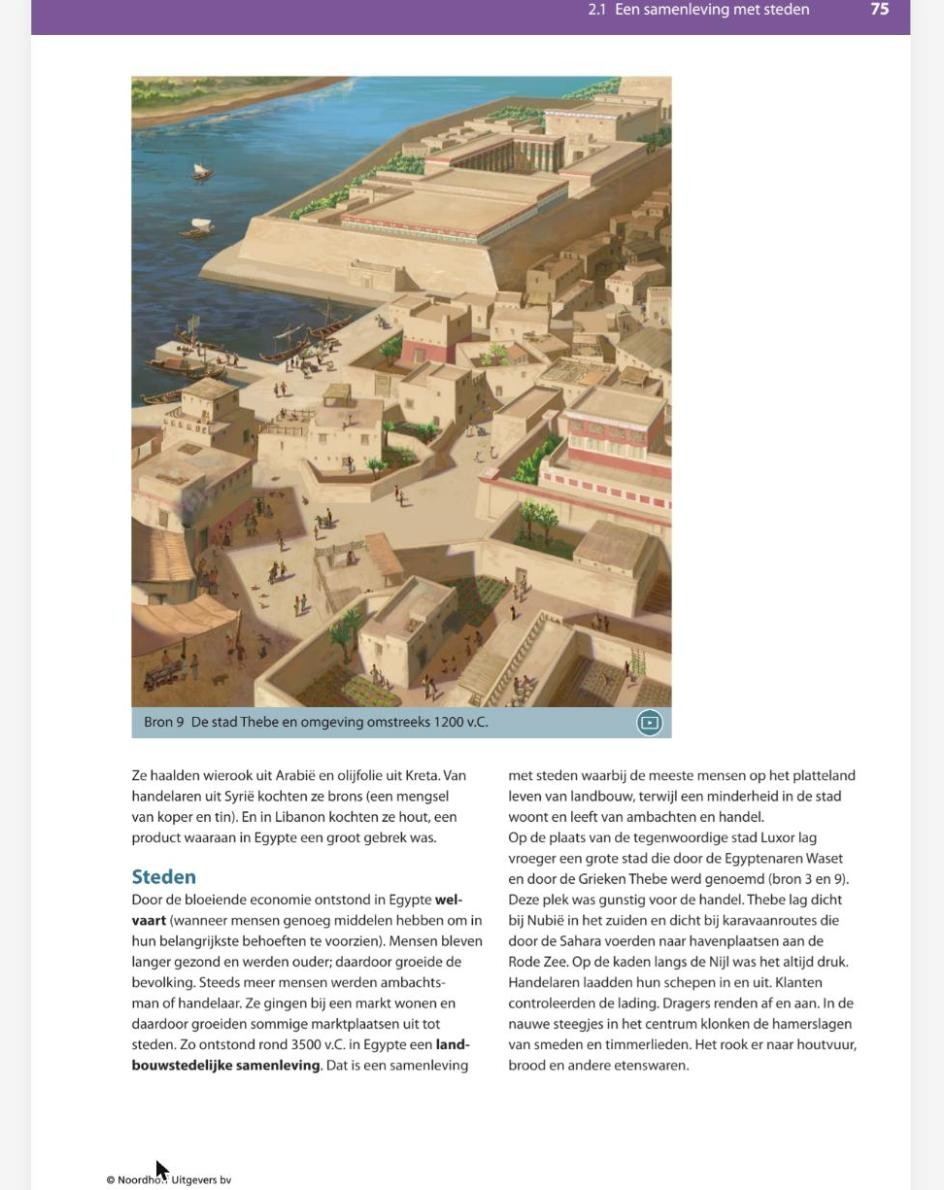 2.1 Een samenleving met steden 75
Bron 9 De stad Thebe en omgeving omstreeks 1200 v.C.
Ze haalden wierook uit Arabië en olijfolie uit Kreta. Van
handelaren uit Syrië kochten ze brons (een mengsel
van koper en tin). En in Libanon kochten ze hout, een
product waaraan in Egypte een groot gebrek was.
Steden
Door de bloeiende economie ontstond in Egypte wel-
vaart (wanneer mensen genoeg middelen hebben om in
hun belangrijkste behoeften te voorzien). Mensen bleven
langer gezond en werden ouder; daardoor groeide de
bevolking. Steeds meer mensen werden ambachts-
man of handelaar. Ze gingen bij een markt wonen en
daardoor groeiden sommige marktplaatsen uit tot
steden. Zo ontstond rond 3500 v.C. in Egypte een land-
bouwstedelijke samenleving. Dat is een samenleving
met steden waarbij de meeste mensen op het platteland
leven van landbouw, terwijl een minderheid in de stad
woont en leeft van ambachten en handel.
Op de plaats van de tegenwoordige stad Luxor lag
vroeger een grote stad die door de Egyptenaren Waset
en door de Grieken Thebe werd genoemd (bron 3 en 9).
Deze plek was gunstig voor de handel. Thebe lag dicht
bij Nubië in het zuiden en dicht bij karavaanroutes die
door de Sahara voerden naar havenplaatsen aan de
Rode Zee. Op de kaden langs de Nijl was het altijd druk.
Handelaren laadden hun schepen in en uit. Klanten
controleerden de lading. Dragers renden af en aan. In de
nauwe steegjes in het centrum klonken de hamerslagen
van smeden en timmerlieden. Het rook er naar houtvuur,
brood en andere etenswaren.
© Uitgevers bv